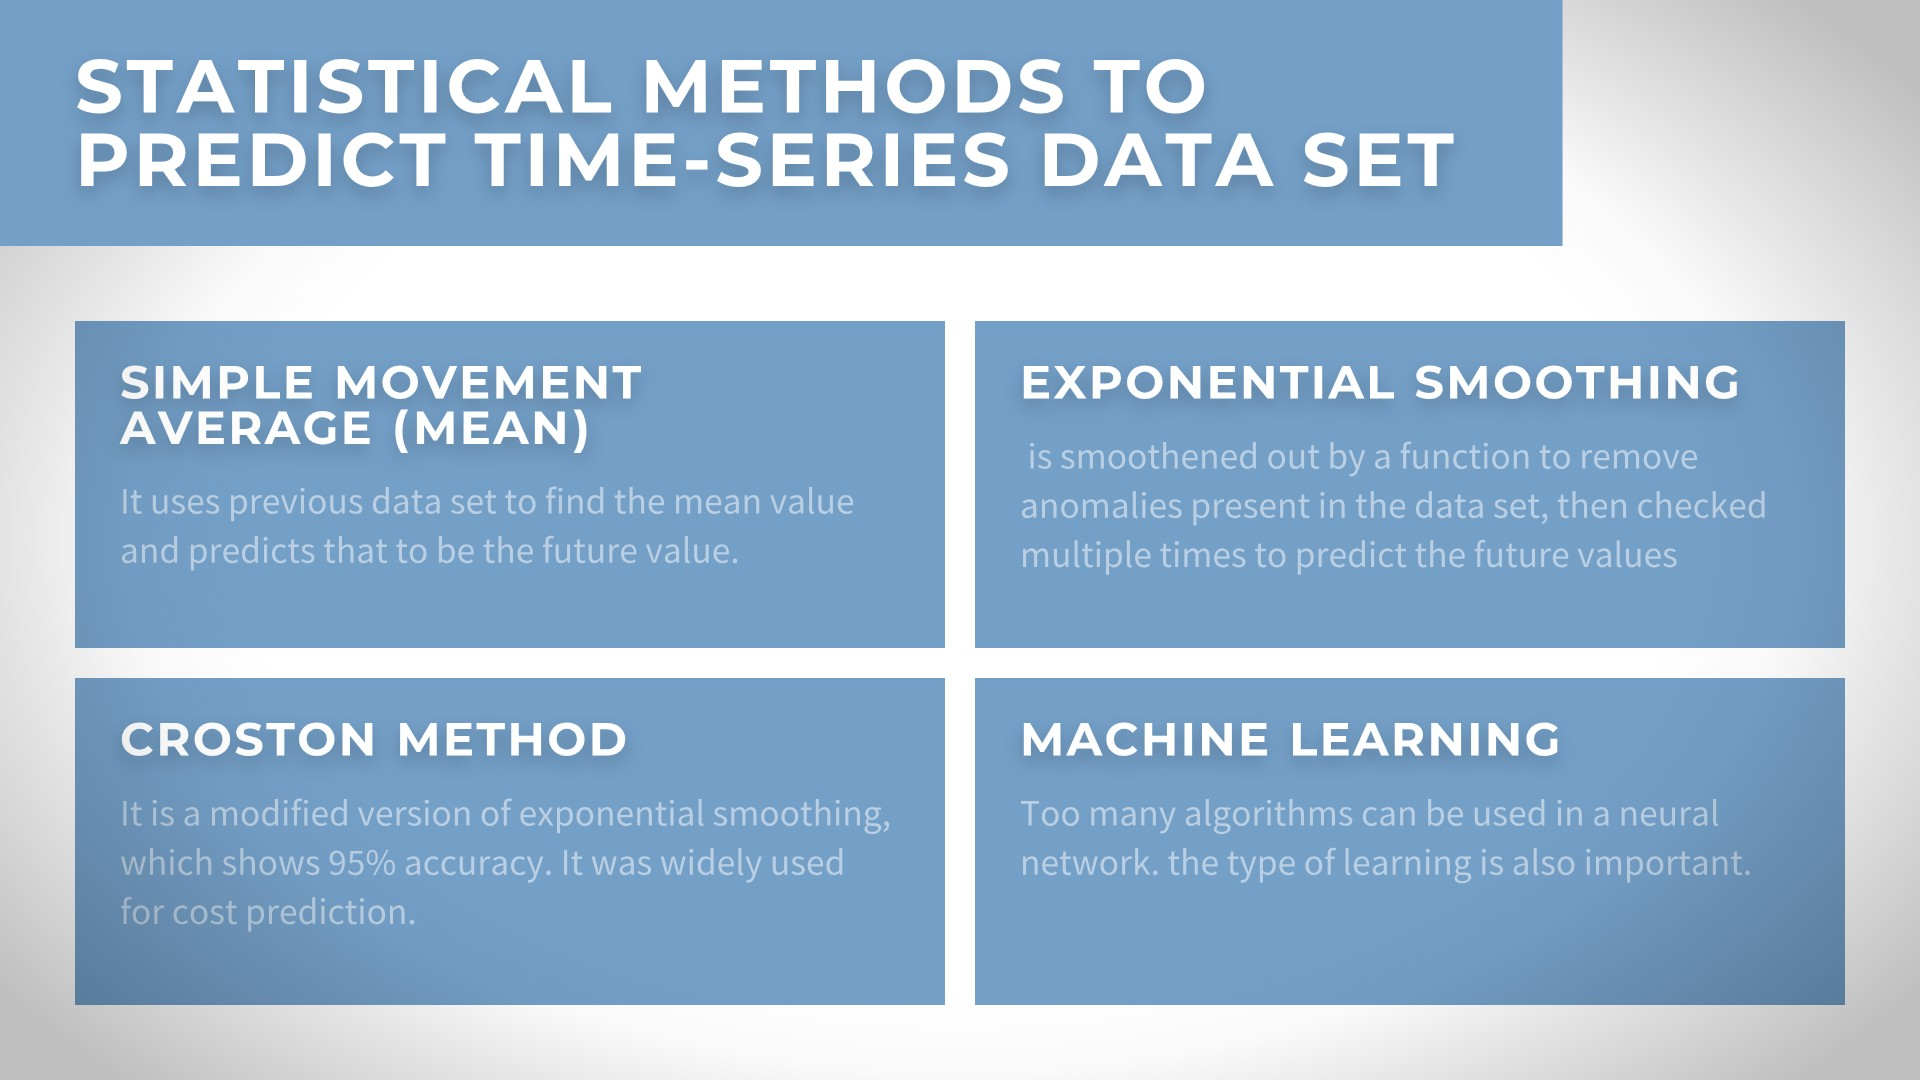 STATISTICAL METHODS TO
PREDICT TIME-SERIES DATA SET
SIMPLE MOVEMENT
AVERAGE (MEAN)
It uses previous data set to find the mean value
and predicts that to be the future value.
EXPONENTIAL SMOOTHING
is smoothened out by a function to remove
anomalies present in the data set, then checked
multiple times to predict the future values
CROSTON METHOD
It is a modified version of exponential smoothing,
which shows 95% accuracy. It was widely used
for cost prediction.
MACHINE LEARNING
Too many algorithms can be used in a neural
network. the type of learning is also important.